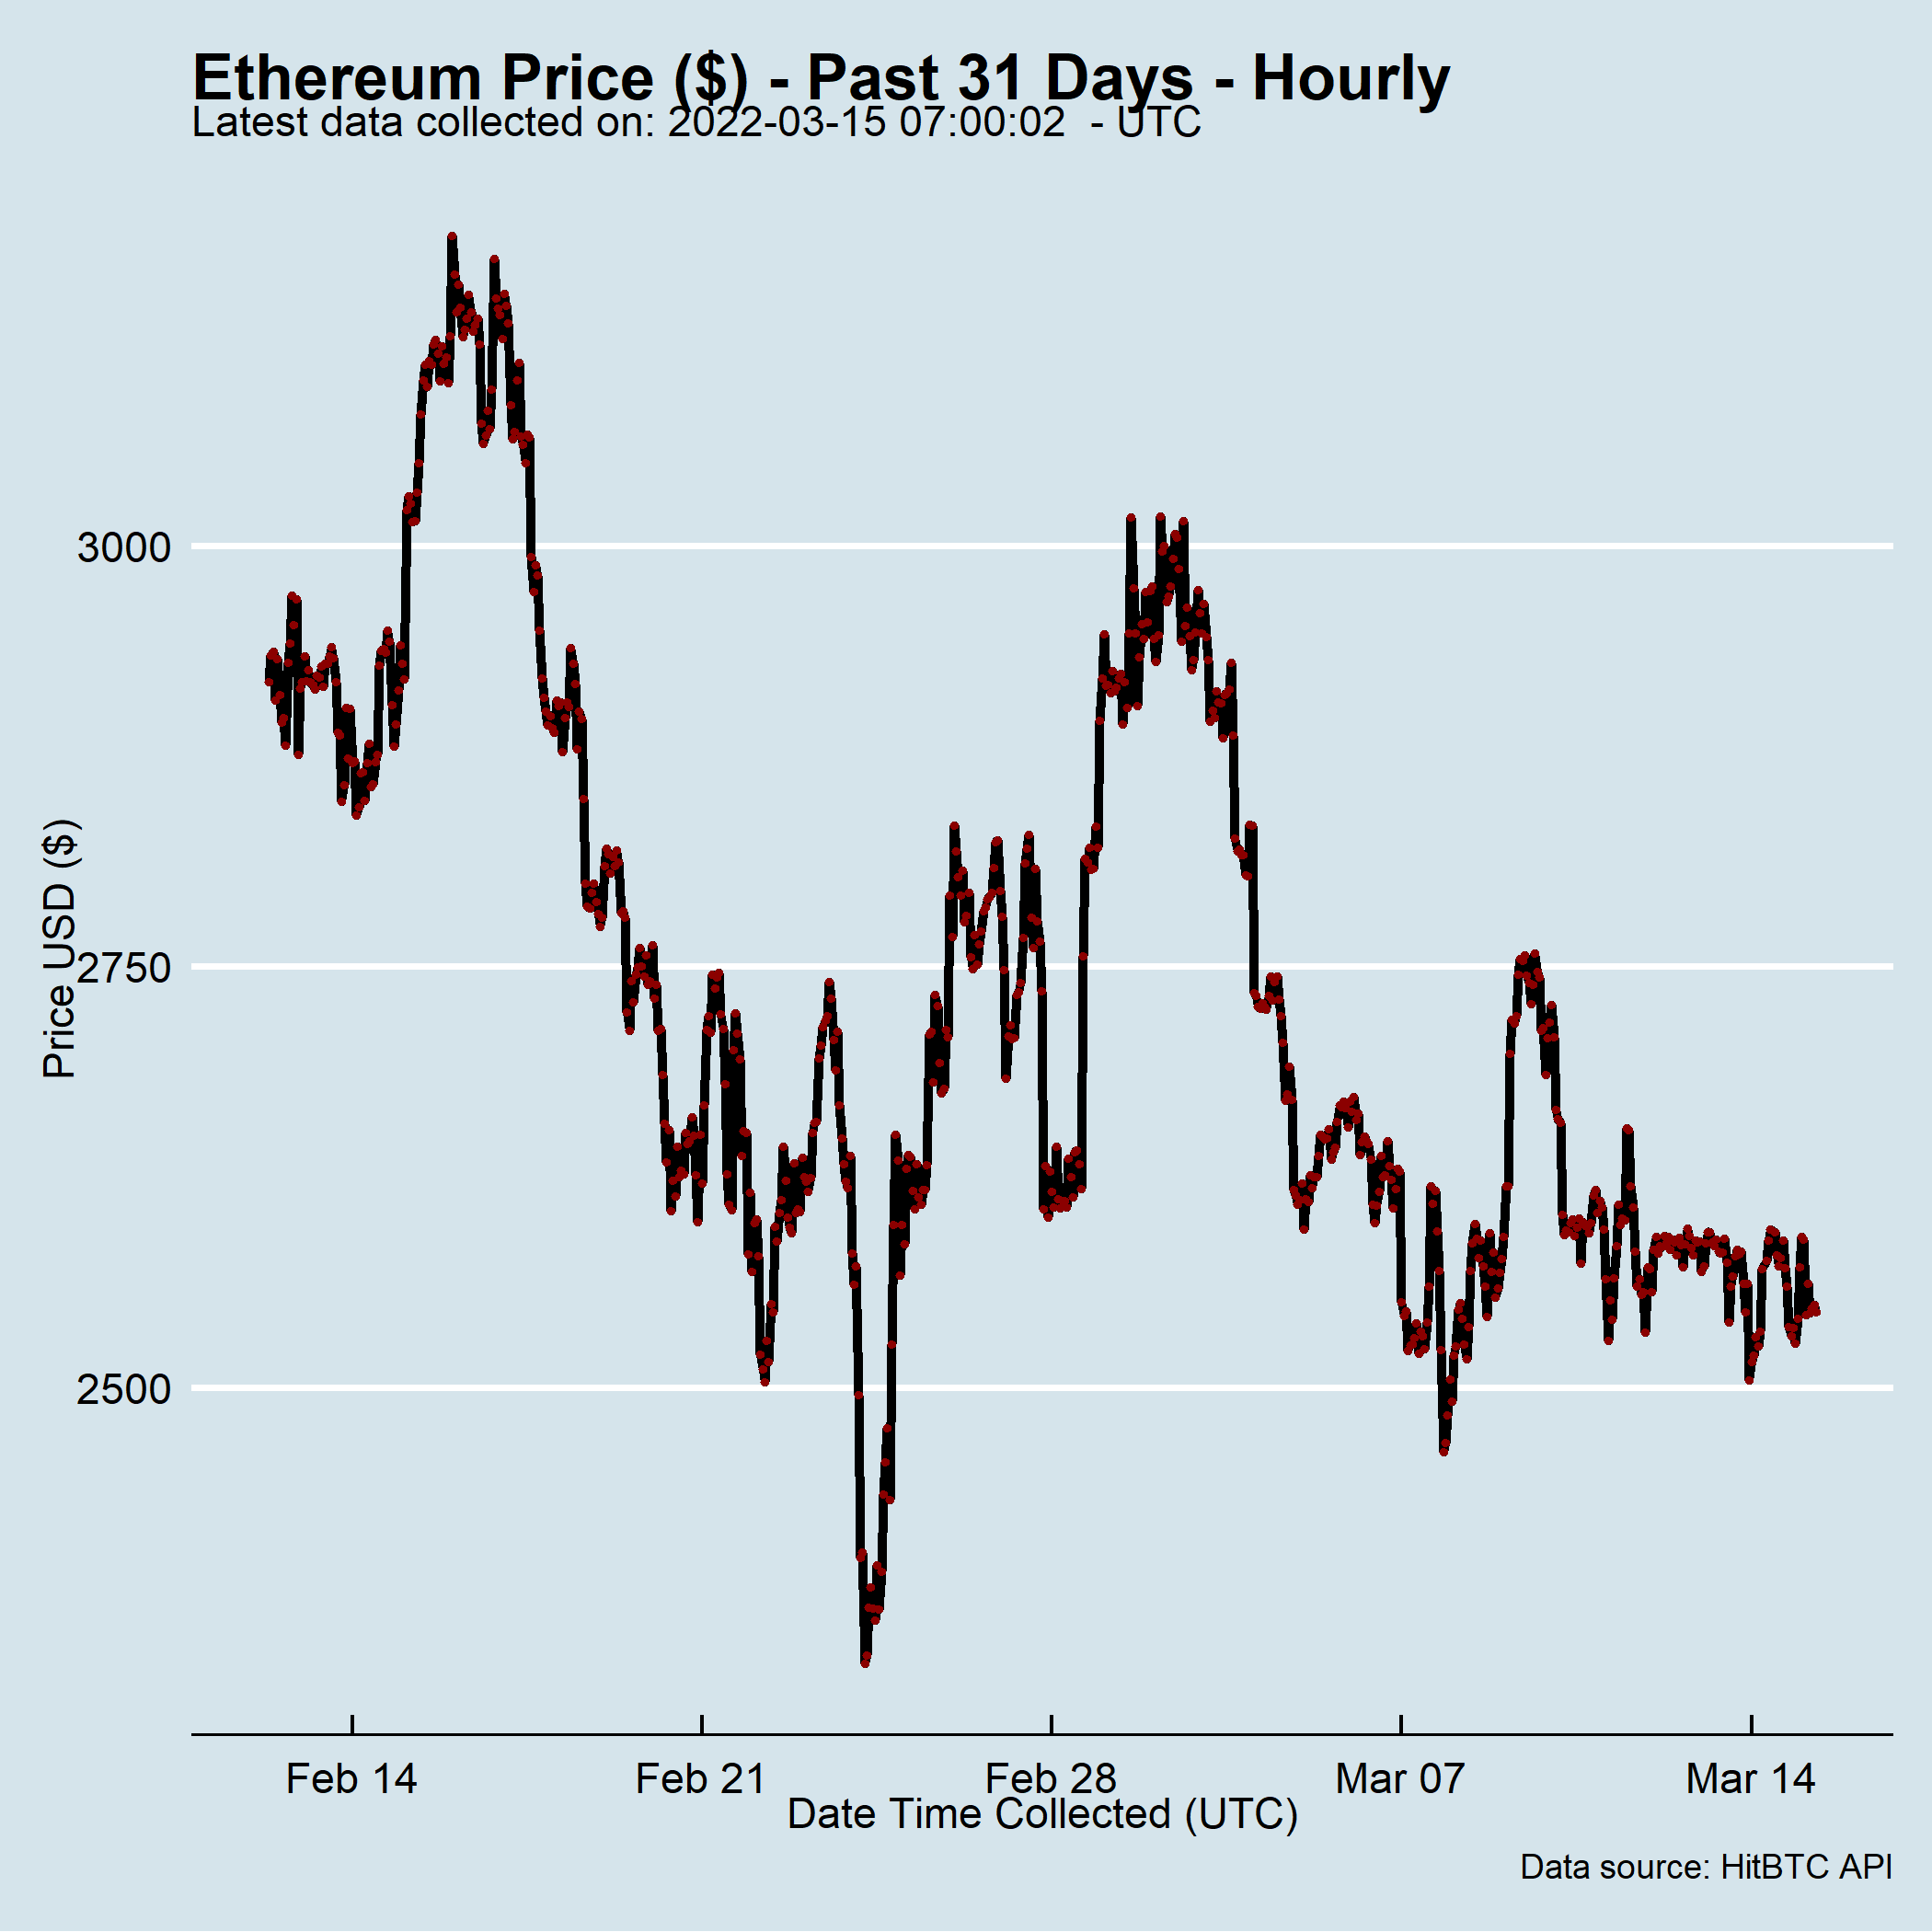 Ethereum Price ($) - Past 31 Days - Hourly
Latest data collected on: 2022-03-15 07:00:02  - UTC
Price USD ($)
3000
2750
2500
Feb 14
Feb 21
Feb 28
Mar 07
Mar 14
Date Time Collected (UTC)
Data source: HitBTC API